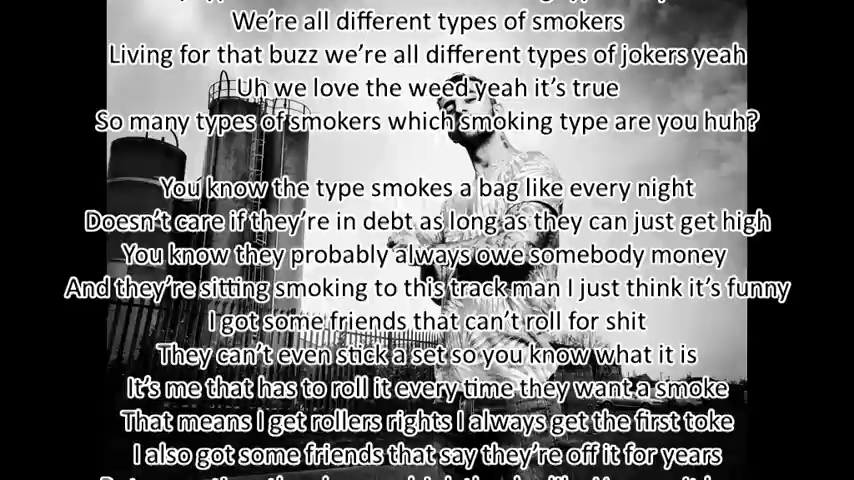 We're all different types of smokers
Living for that buzz we're all different types of jokers yeah
Uh we love the weed yeah it's true
So many types of smokers which smoking type are you huh?
You know the type smokes a bag like every night
Doesn't care if they're in debt as long as they can just get high
You know they probably always owe somebody money
And they're sitting smoking to this track man I just think it's funny
I got some friends that can't roll for shit
They can't even stick a set so you know what it is
It's me that has to roll it every time they want a smoke
That means I get rollers rights I always get the first toke
I also got some friends that say they're off it for years